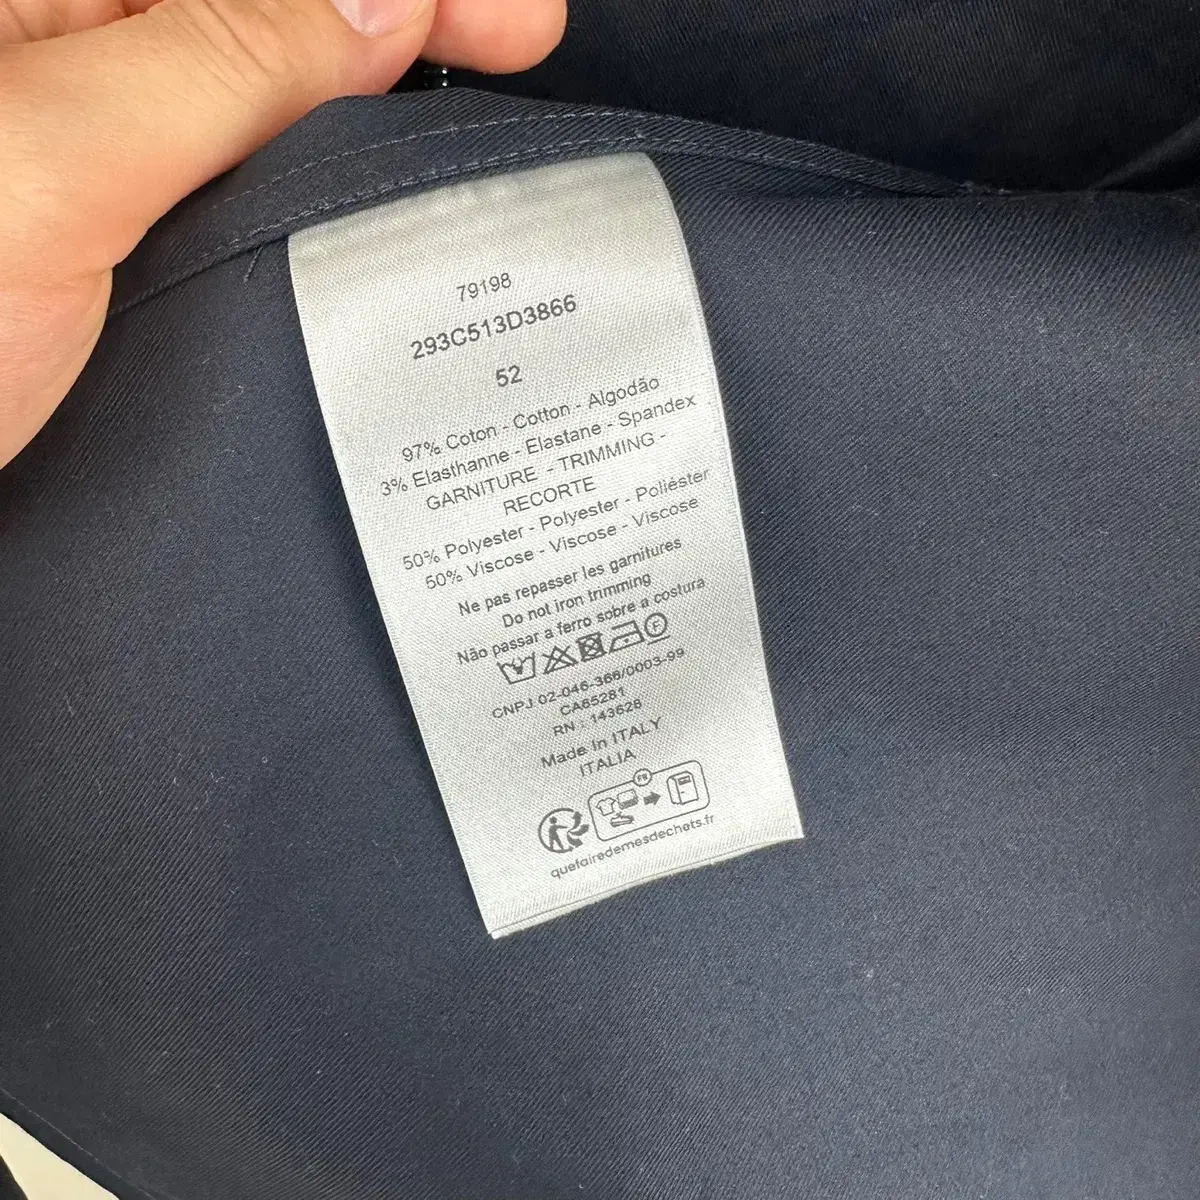 79198
293C513D3866
52
97% Coton - Cotton - Algodão
3% Elasthanne - Elastane - Spandex
GARNITURE - TRIMMING -
RECORTE
50% Polyester - Polyester - Poliéster
50% Viscose - Viscose - Viscose
Ne pas repasser les garnitures
Do not iron trimming
Não passar a ferro sobre a costura
F
CNPJ 02-046-366/0003-99
CA65281
RN : 143628
Made in ITALY
ITALIA
FR
quefairedemesdechets.fr